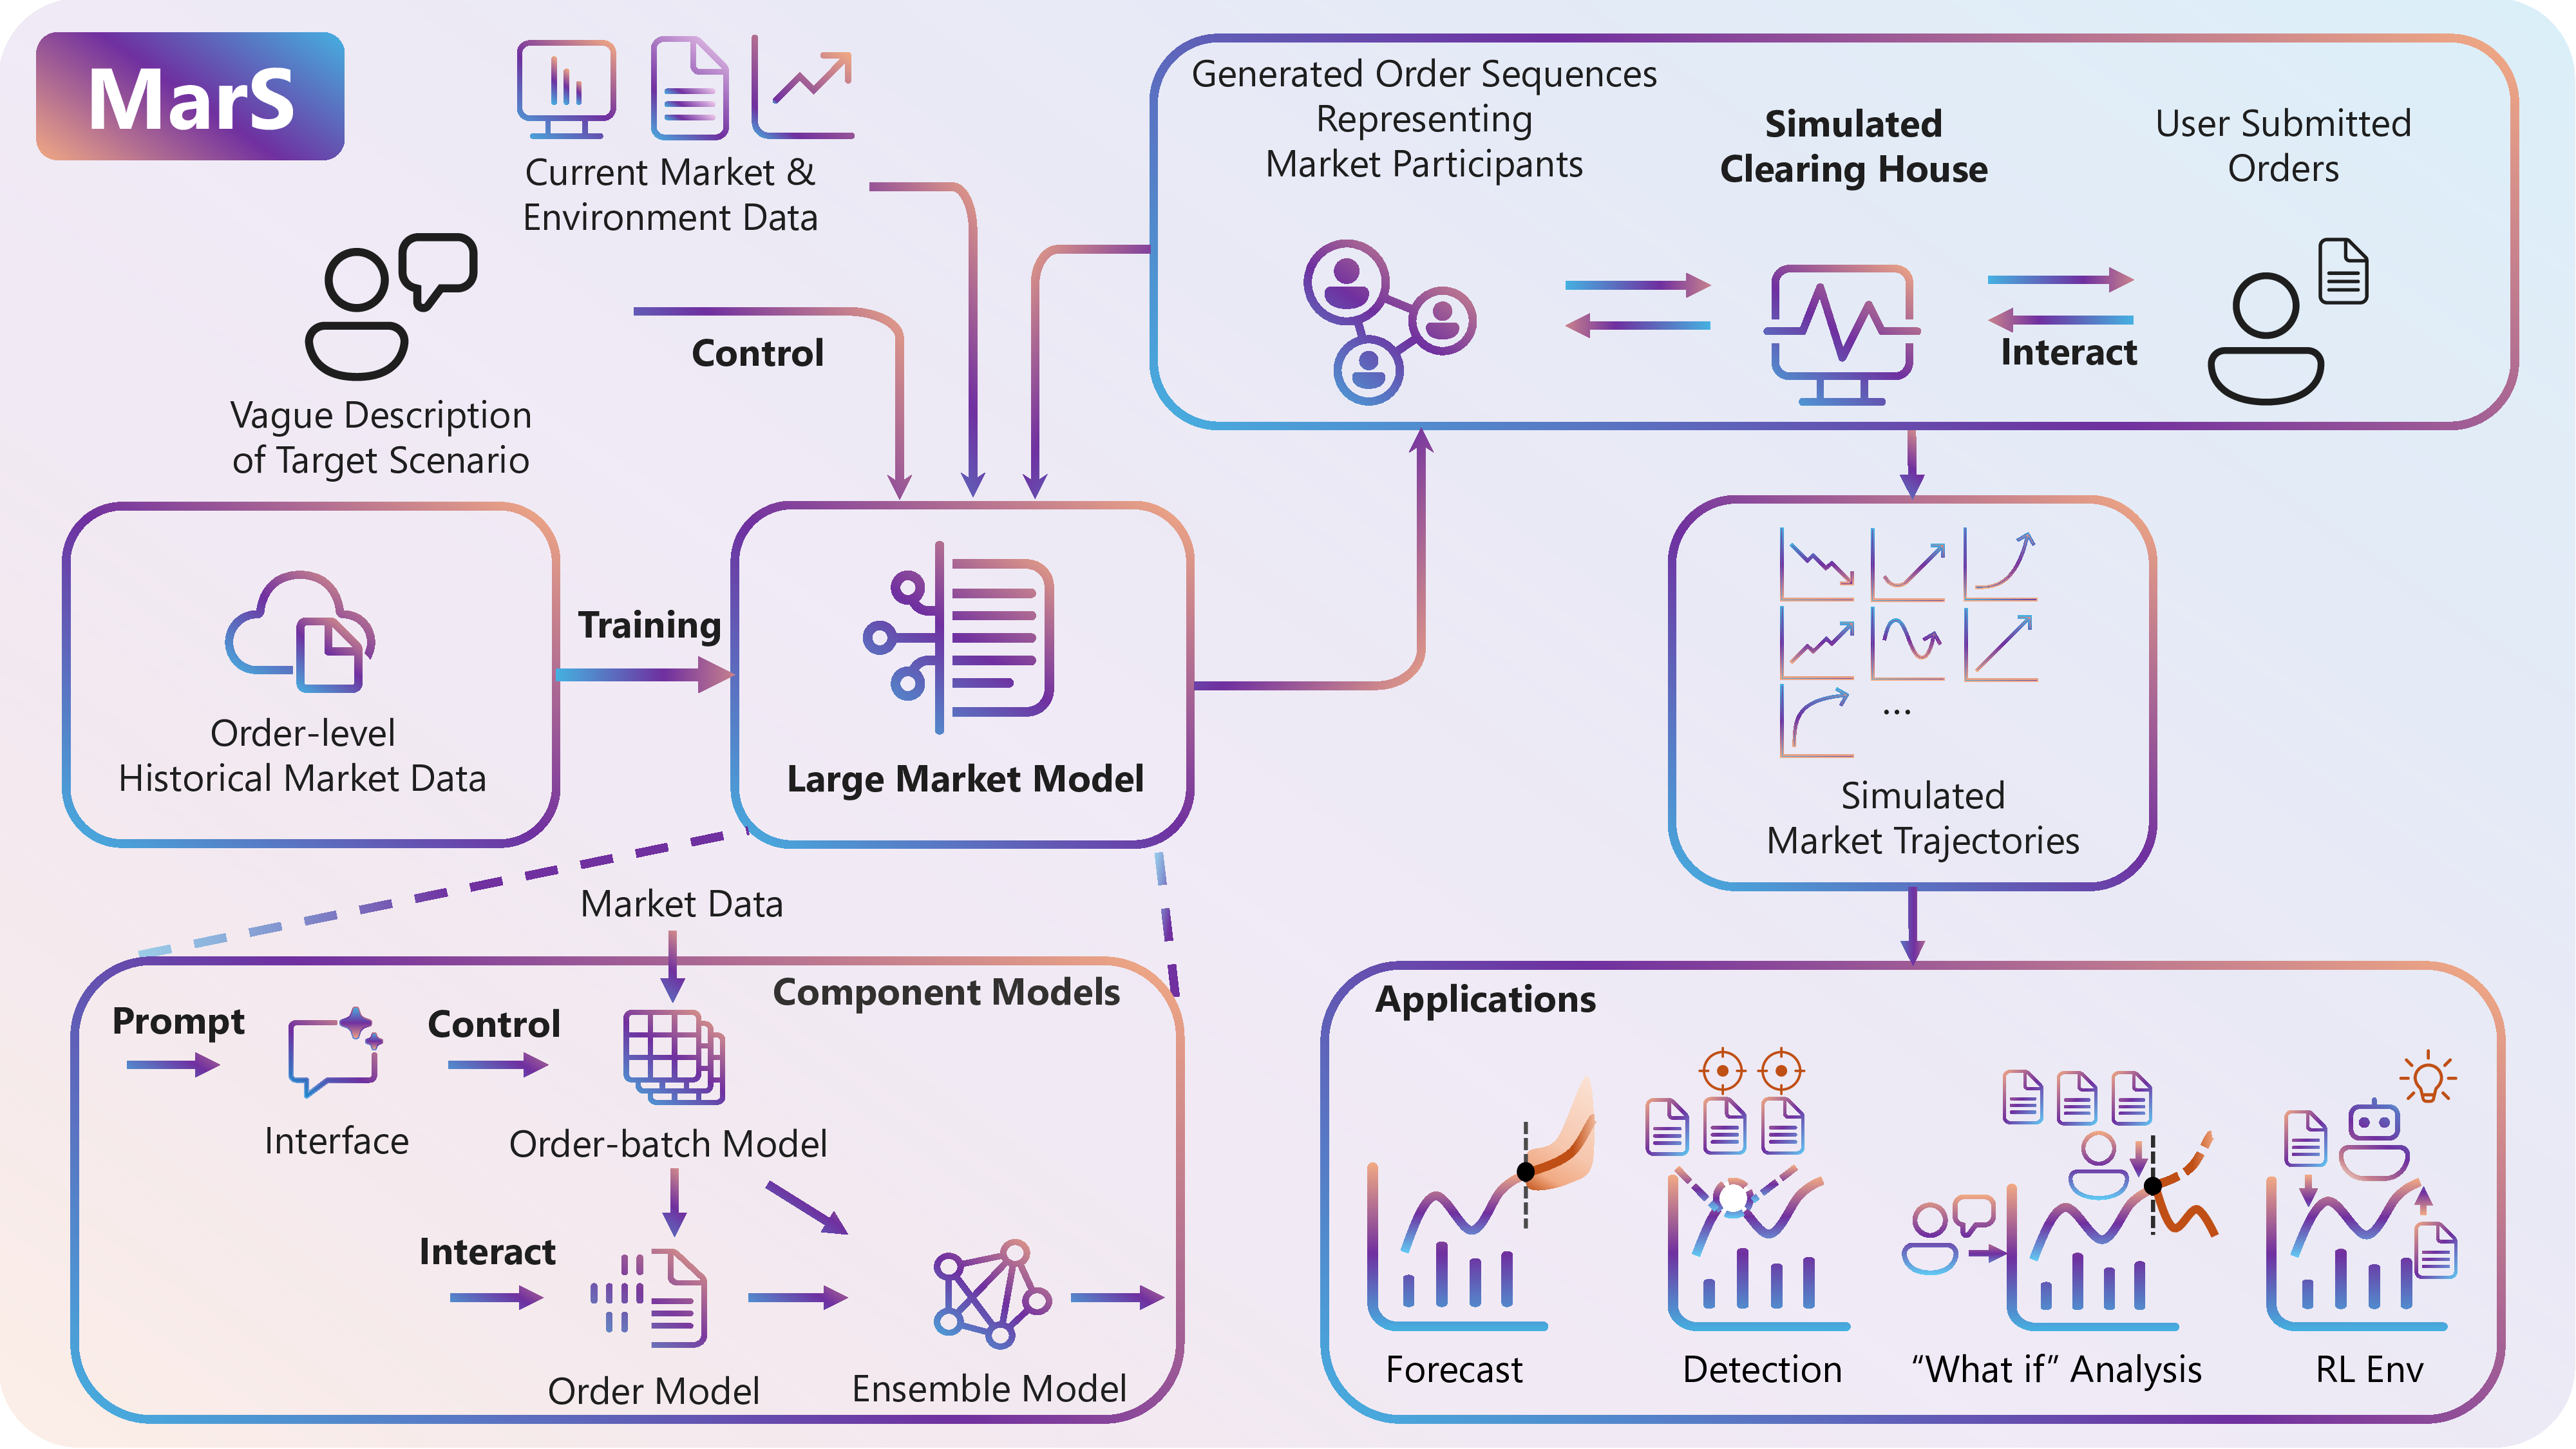 MarS
Current Market &
Environment Data
Vague Description
of Target Scenario
Control
Generated Order Sequences
Representing
Market Participants
Simulated
Clearing House
User Submitted
Orders
Interact
Order-level
Historical Market Data
Training
Large Market Model
...
Simulated
Market Trajectories
Market Data
Component Models
Prompt
Interface
Control
Order-batch Model
Interact
Order Model
Ensemble Model
Applications
Forecast
Detection
“What if” Analysis
RL Env